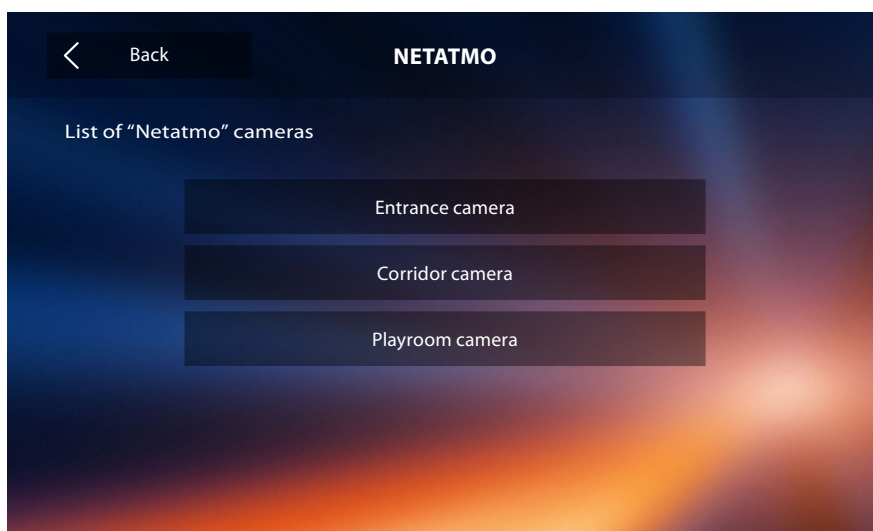 Back
NETATMO
List of “Netatmo” cameras
Entrance camera
Corridor camera
Playroom camera